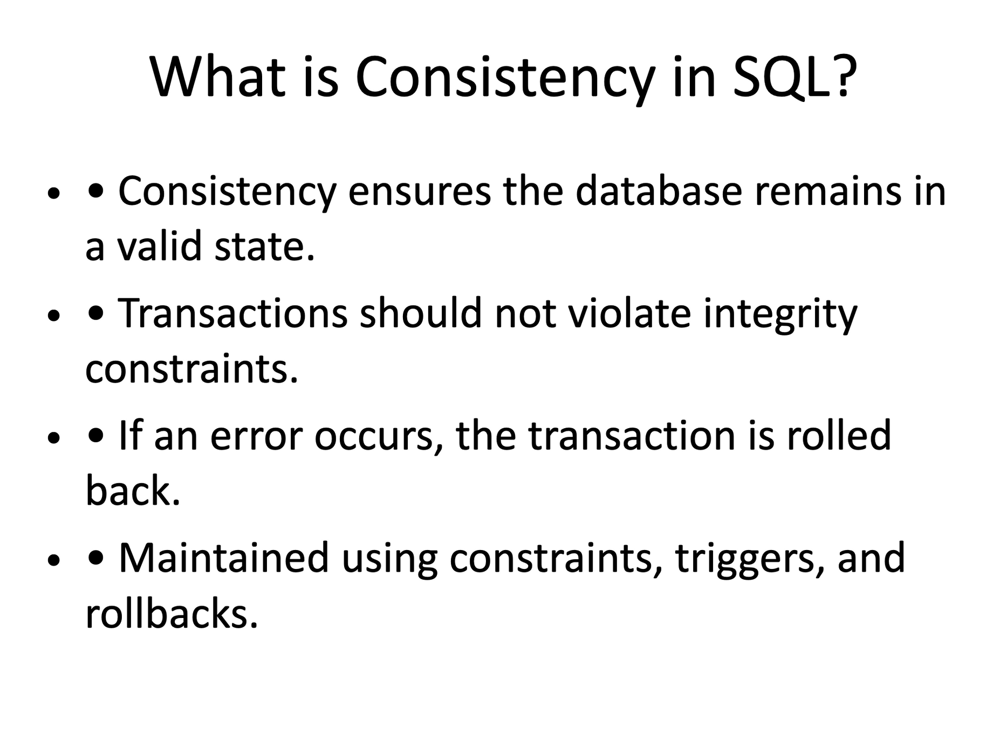 What is Consistency in SQL?
• • Consistency ensures the database remains in
a valid state.
• • Transactions should not violate integrity
constraints.
• • If an error occurs, the transaction is rolled
back.
• • Maintained using constraints, triggers, and
rollbacks.